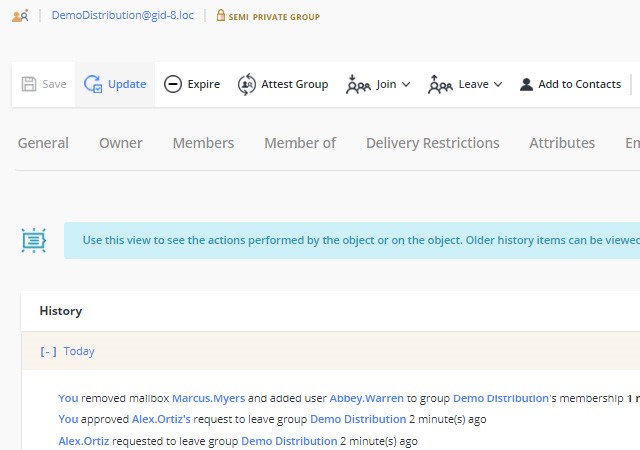 DemoDistribution@gid-8.loc SEMI PRIVATE GROUP
Save Update Expire Attest Group Join Leave Add to Contacts
General Owner Members Member of Delivery Restrictions Attributes
Use this view to see the actions performed by the object or on the object. Older history items can be viewed
History
[-] Today
You removed mailbox Marcus.Myers and added user Abbey.Warren to group Demo Distribution's membership 1
You approved Alex.Ortiz's request to leave group Demo Distribution 2 minute(s) ago
Alex.Ortiz requested to leave group Demo Distribution 2 minute(s) ago